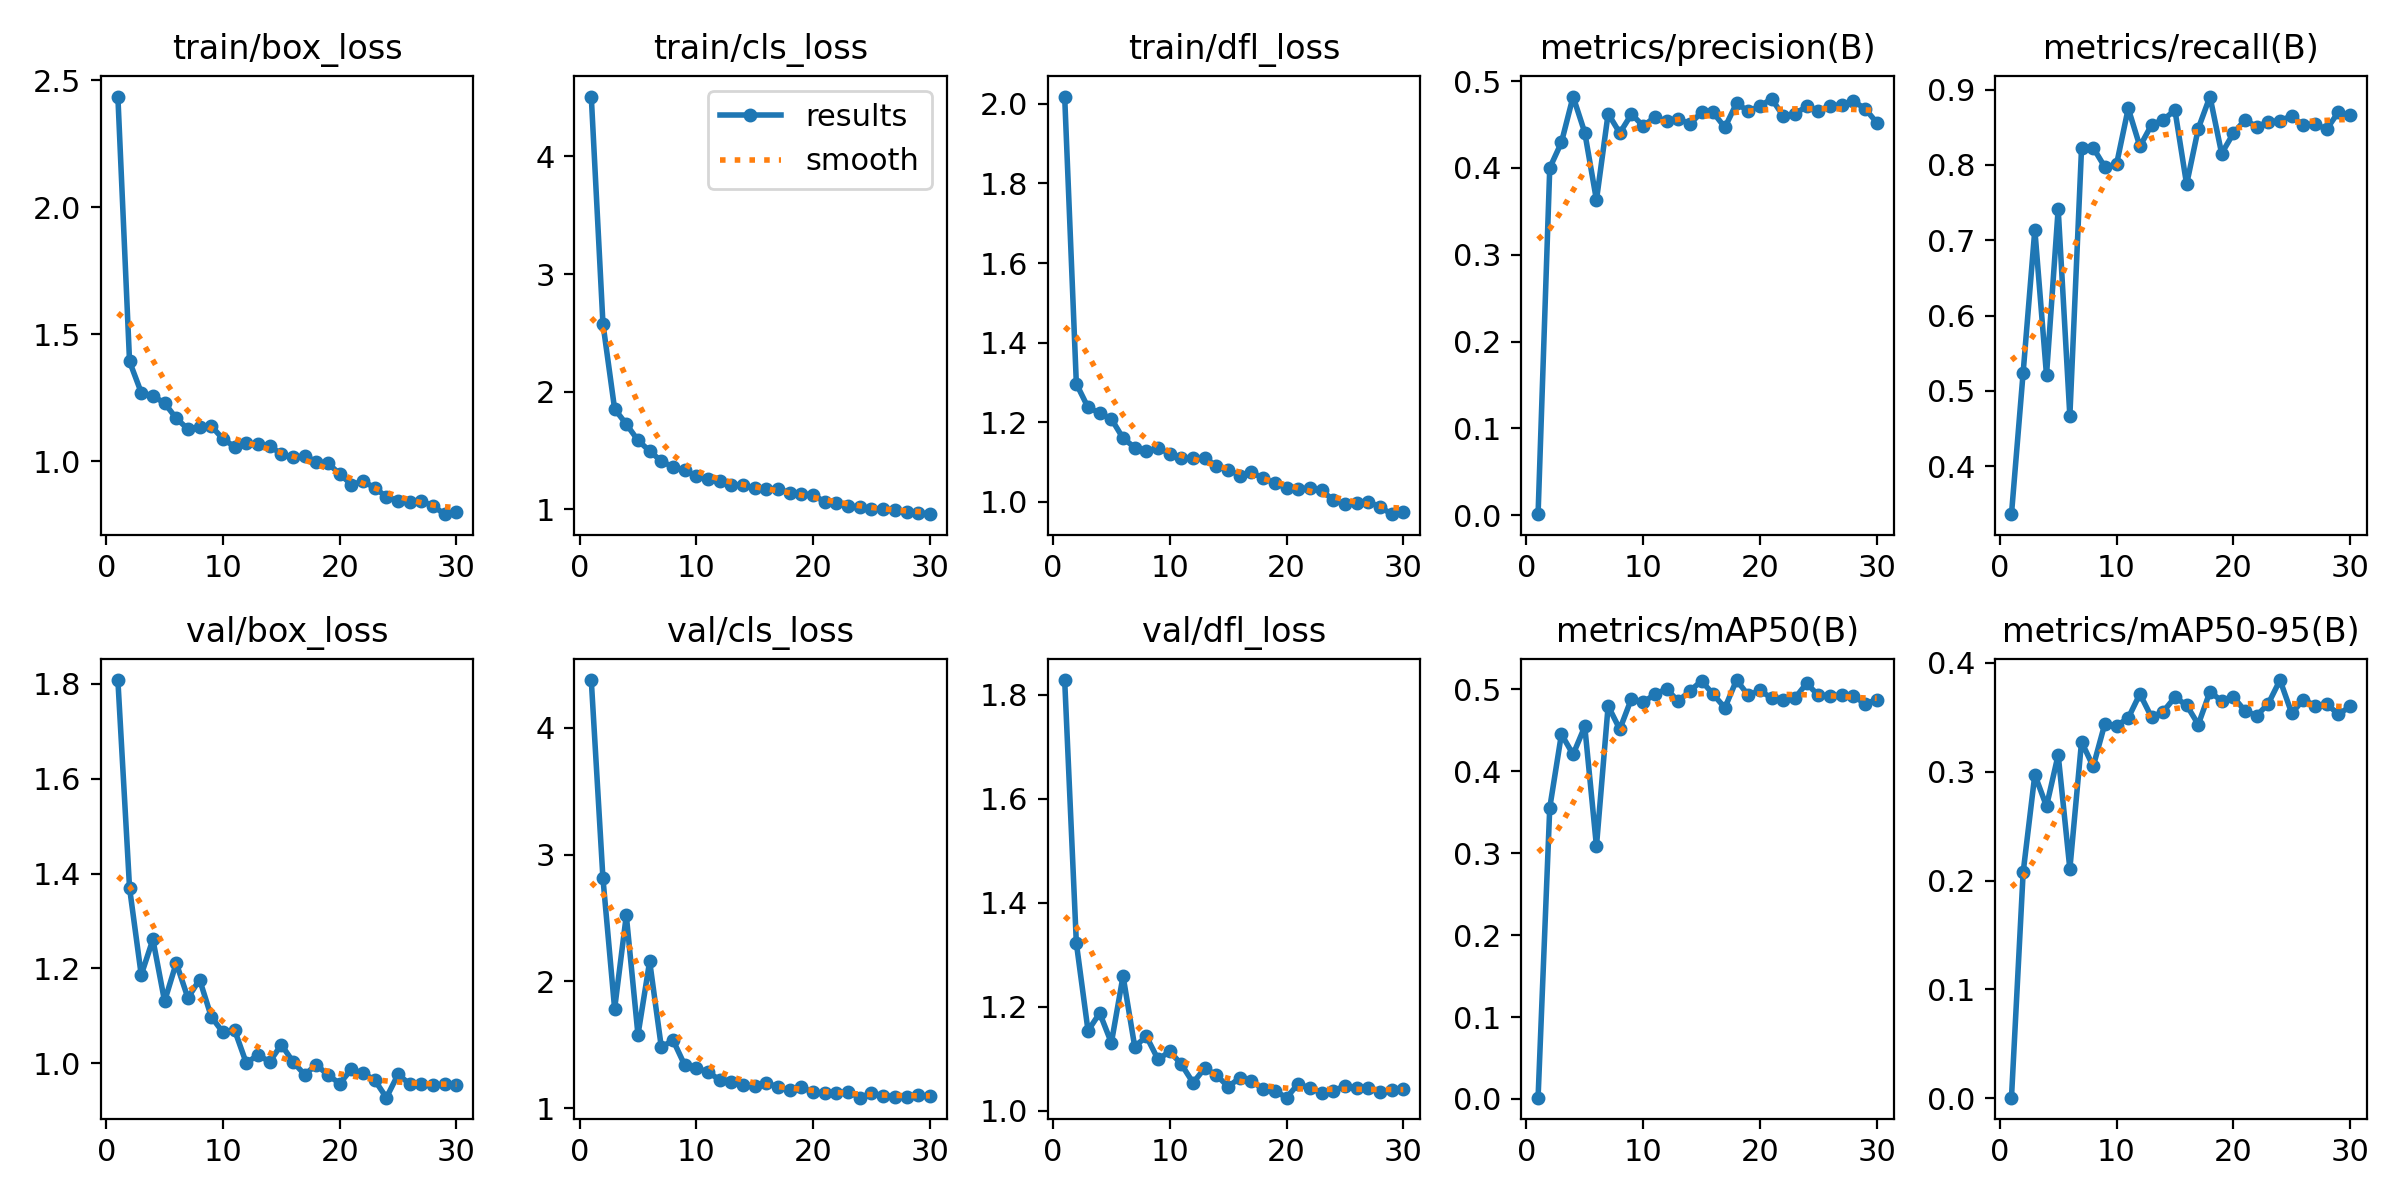 train/box_loss
2.5
2.0
1.5
1.0
0 10 20 30
train/cls_loss
results
smooth
4
3
2
1
0 10 20 30
train/dfl_loss
2.0
1.8
1.6
1.4
1.2
1.0
0 10 20 30
metrics/precision(B)
0.5
0.4
0.3
0.2
0.1
0.0
0 10 20 30
metrics/recall(B)
0.9
0.8
0.7
0.6
0.5
0.4
0 10 20 30
val/box_loss
1.8
1.6
1.4
1.2
1.0
0 10 20 30
val/cls_loss
4
3
2
1
0 10 20 30
val/dfl_loss
1.8
1.6
1.4
1.2
1.0
0 10 20 30
metrics/mAP50(B)
0.5
0.4
0.3
0.2
0.1
0.0
0 10 20 30
metrics/mAP50-95(B)
0.4
0.3
0.2
0.1
0.0
0 10 20 30